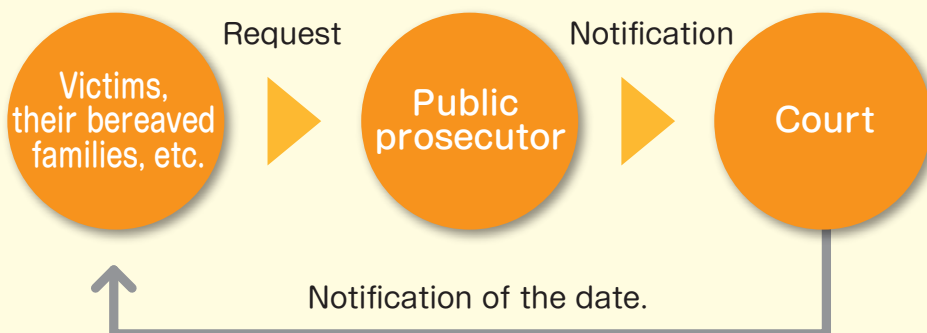 Request
Notification
Victims,
their bereaved
families, etc.
Public
prosecutor
Court
Notification of the date.